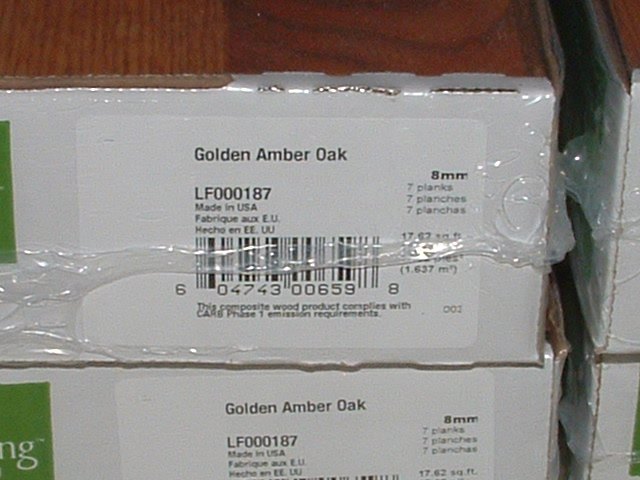 Golden Amber Oak
8mm
LF000187
7 planks
Made in USA
7 planches
Fabrique aux E.U.
7 planchas
Hecho en EE. UU
17.62 sq.ft.
(1.637 m²)
6 04743 00659 8
This composite wood product complies with
CARB Phase 1 emission requirements.
002
Golden Amber Oak
8mm
LF000187
7 planks
Made in USA
7 planches
Fabrique aux E.U.
7 planchas
Hecho en EE. UU
17.62 sq.ft.
ng™